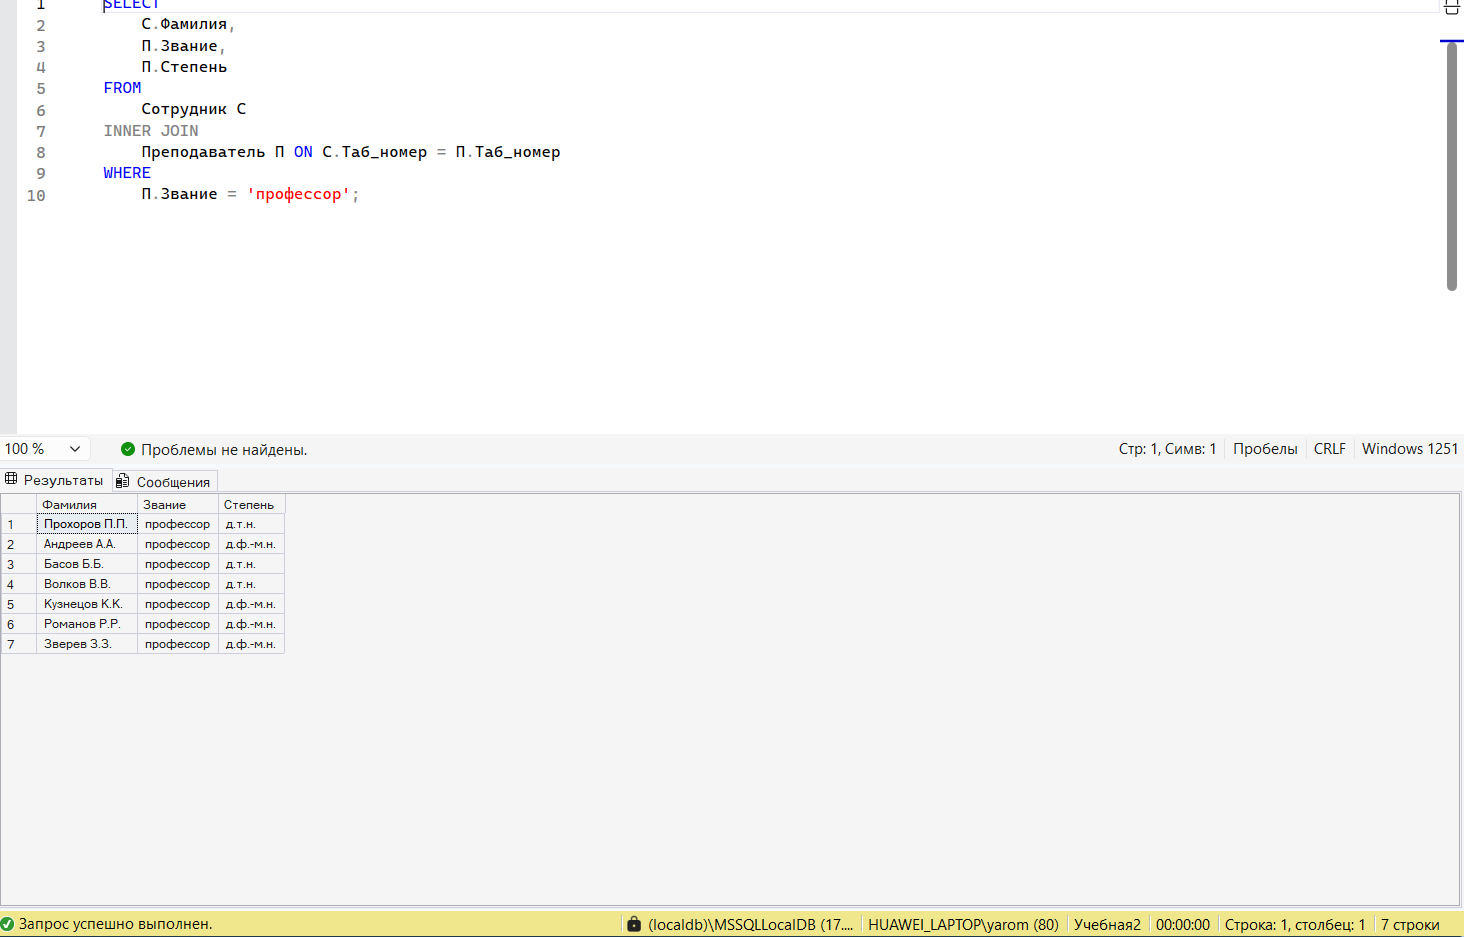 1 SELECT
2 С.Фамилия,
3 П.Звание,
4 П.Степень
5 FROM
6 Сотрудник С
7 INNER JOIN
8 Преподаватель П ON С.Таб_номер = П.Таб_номер
9 WHERE
10 П.Звание = 'профессор';
100 % Проблемы не найдены. Стр: 1, Симв: 1 Пробелы CRLF Windows 1251
Результаты Сообщения
Фамилия Звание Степень
1 Прохоров П.П. профессор д.т.н.
2 Андреев А.А. профессор д.ф.-м.н.
3 Басов Б.Б. профессор д.т.н.
4 Волков В.В. профессор д.т.н.
5 Кузнецов К.К. профессор д.ф.-м.н.
6 Романов Р.Р. профессор д.ф.-м.н.
7 Зверев З.З. профессор д.ф.-м.н.
Запрос успешно выполнен. (localdb)\MSSQLLocalDB (17.... HUAWEI_LAPTOP\yarom (80) Учебная2 00:00:00 Строка: 1, столбец: 1 7 строки